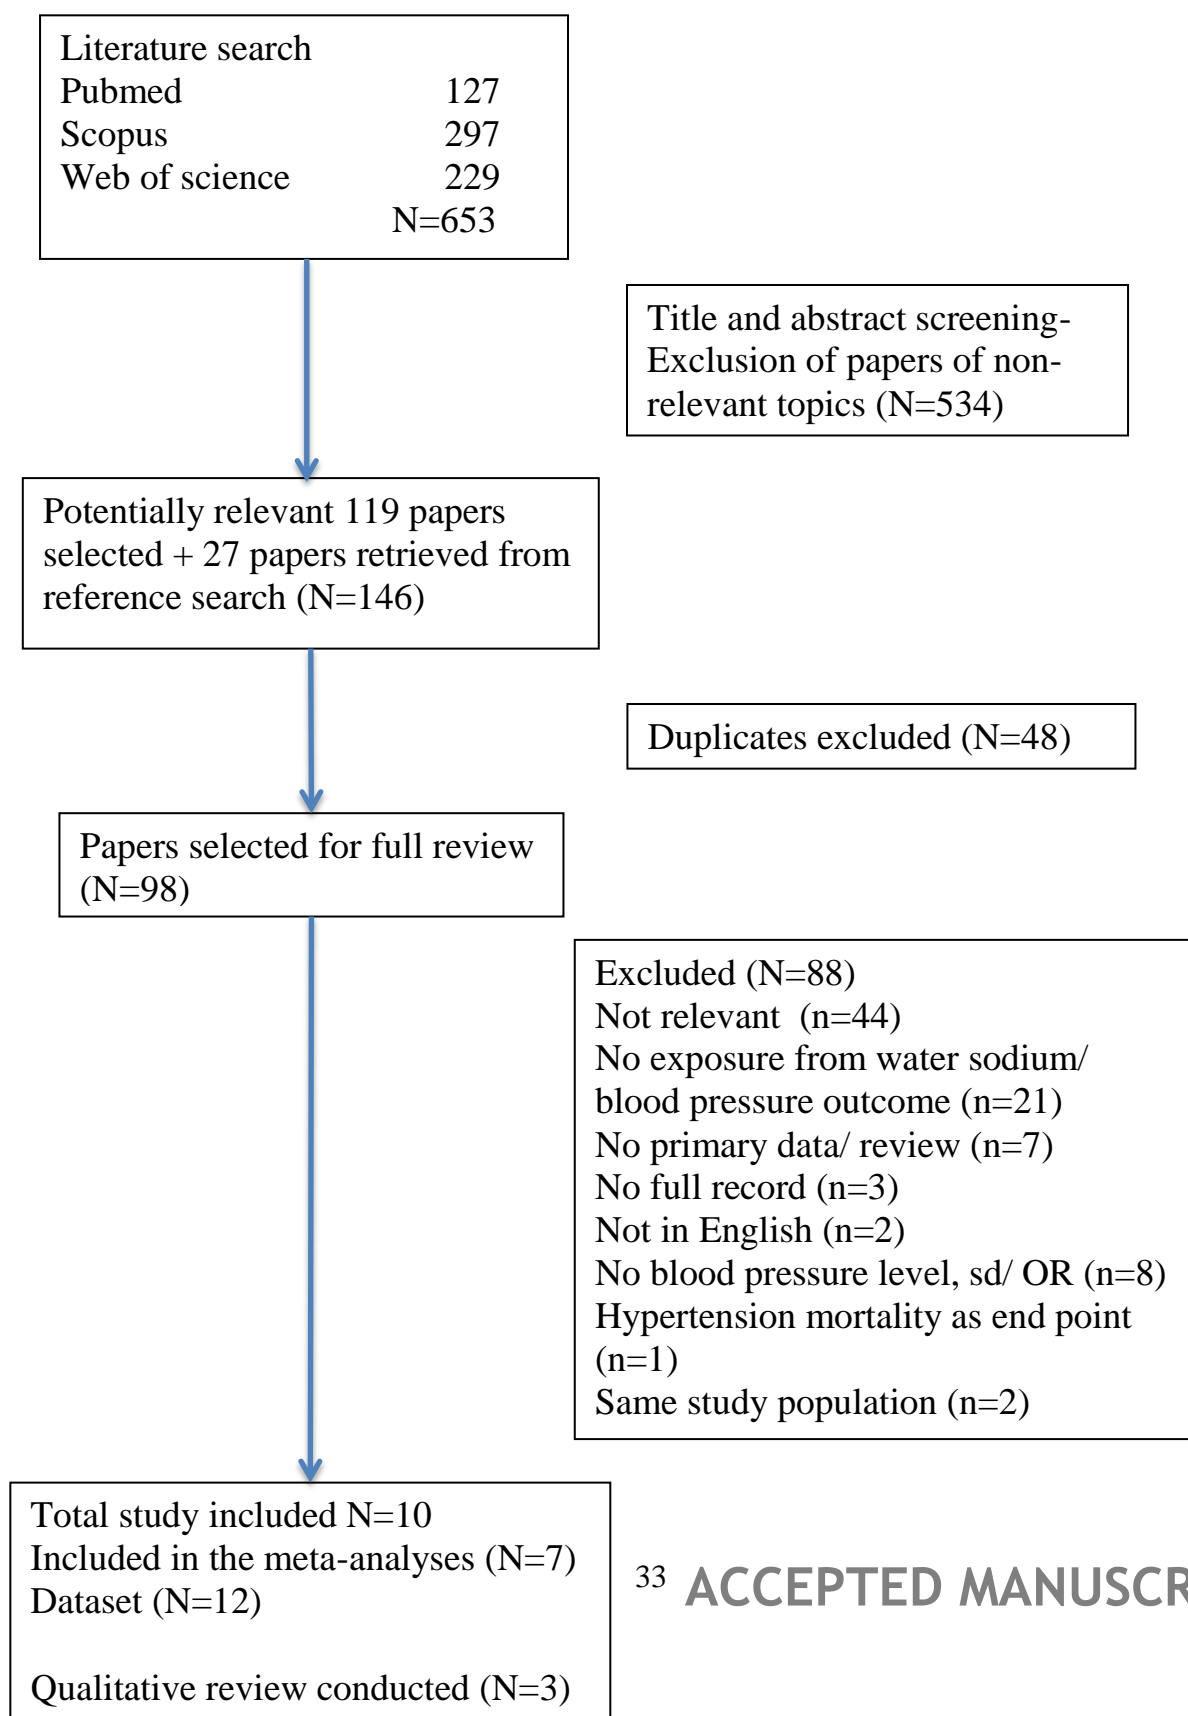 Literature search
Pubmed 127
Scopus 297
Web of science 229
N=653
Title and abstract screening-
Exclusion of papers of non-
relevant topics (N=534)
Potentially relevant 119 papers
selected + 27 papers retrieved from
reference search (N=146)
Duplicates excluded (N=48)
Papers selected for full review
(N=98)
Excluded (N=88)
Not relevant (n=44)
No exposure from water sodium/
blood pressure outcome (n=21)
No primary data/ review (n=7)
No full record (n=3)
Not in English (n=2)
No blood pressure level, sd/ OR (n=8)
Hypertension mortality as end point
(n=1)
Same study population (n=2)
Total study included N=10
Included in the meta-analyses (N=7)
Dataset (N=12)
Qualitative review conducted (N=3)
33 ACCEPTED MANUSCR